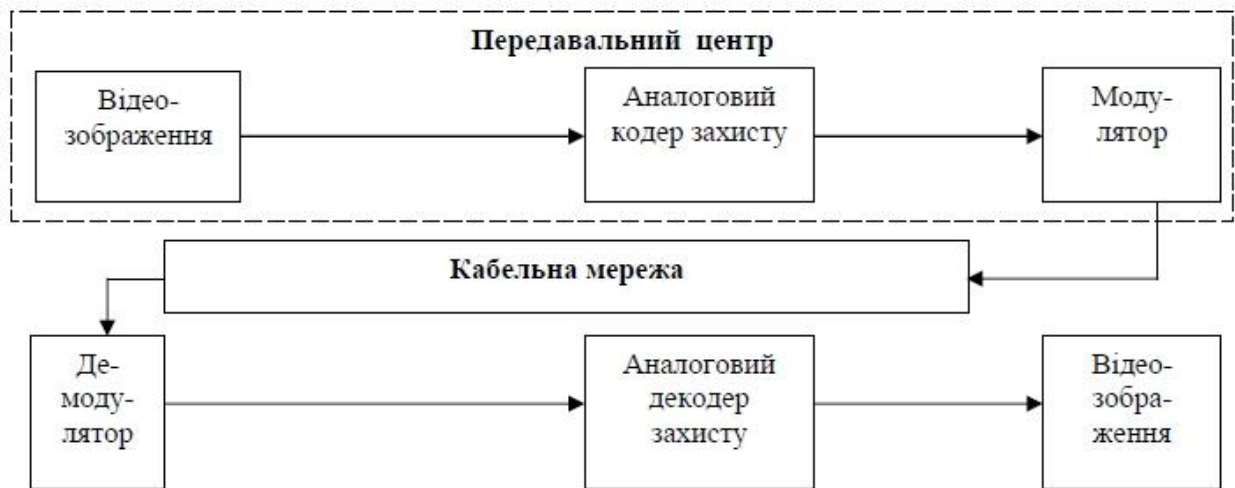 Передавальний центр
Відео-
зображення
Аналоговий
кодер захисту
Моду-
лятор
Кабельна мережа
Де-
моду-
лятор
Аналоговий
декодер
захисту
Відео-
зобра-
ження